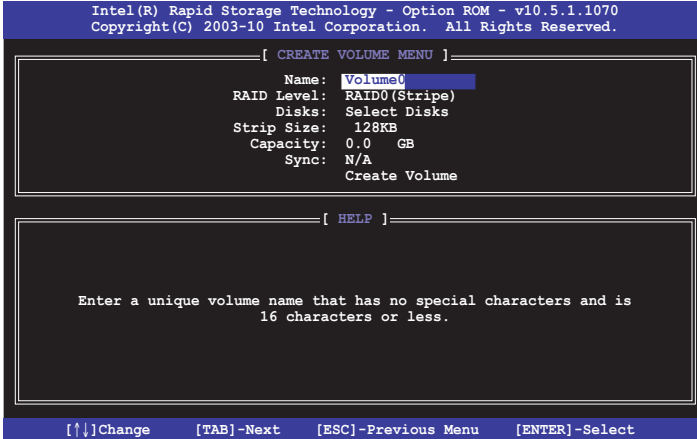 Intel(R) Rapid Storage Technology - Option ROM - v10.5.1.1070
Copyright(C) 2003-10 Intel Corporation. All Rights Reserved.
[ CREATE VOLUME MENU ]
Name: Volume0
RAID Level: RAID0(Stripe)
Disks: Select Disks
Strip Size: 128KB
Capacity: 0.0 GB
Sync: N/A
Create Volume
[ HELP ]
Enter a unique volume name that has no special characters and is
16 characters or less.
[↑↓]Change [TAB]-Next [ESC]-Previous Menu [ENTER]-Select